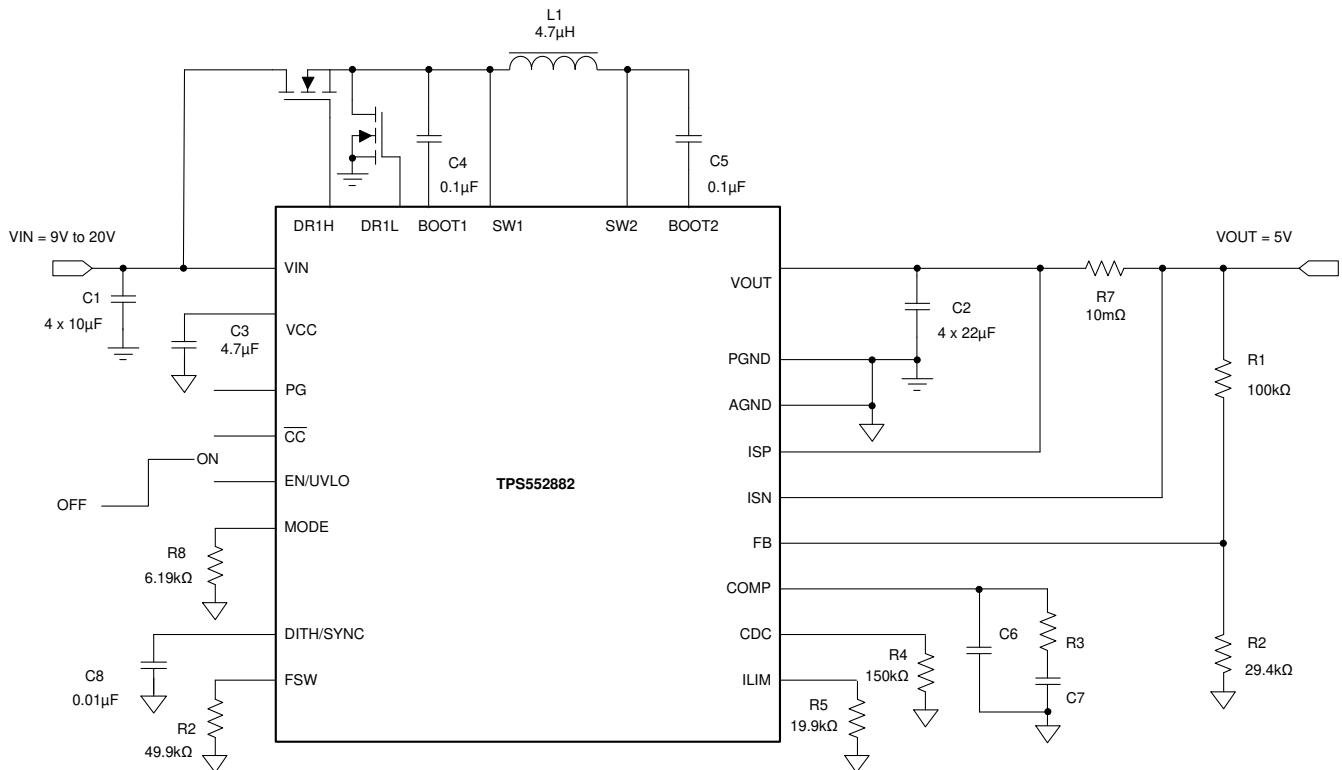 L1
4.7µH
C4
0.1µF
C5
0.1µF
DR1H
DR1L
BOOT1
SW1
SW2
BOOT2
VIN = 9V to 20V
VOUT = 5V
VIN
VOUT
C1
4 x 10µF
C3
4.7µF
VCC
C2
4 x 22µF
R7
10mΩ
PGND
R1
100kΩ
PG
AGND
CC
ISP
ON
OFF
EN/UVLO
TPS552882
ISN
MODE
FB
R8
6.19kΩ
COMP
C6
R3
C7
DITH/SYNC
CDC
R4
150kΩ
R2
29.4kΩ
C8
0.01µF
FSW
ILIM
R5
19.9kΩ
R2
49.9kΩ